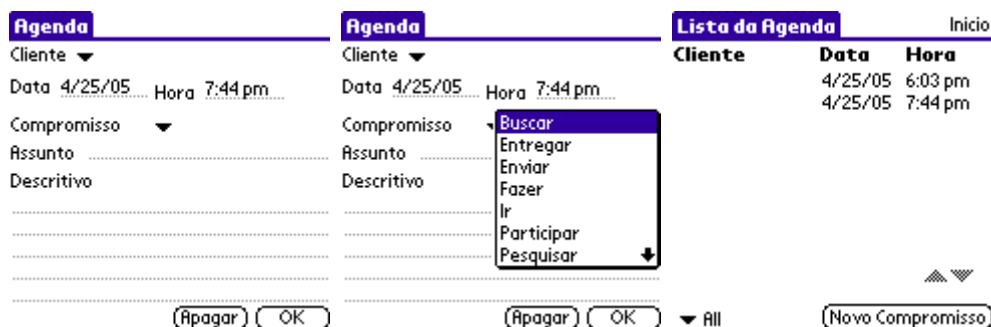 Agenda
Cliente
Data 4/25/05 Hora 7:44 pm
Compromisso
Assunto
Descritivo
Apagar OK
Agenda
Cliente
Data 4/25/05 Hora 7:44 pm
Compromisso
Assunto
Descritivo
Buscar
Entregar
Enviar
Fazer
Ir
Participar
Pesquisar
Apagar OK
Lista da Agenda Inicio
Cliente Data Hora
4/25/05 6:03 pm
4/25/05 7:44 pm
All Novo Compromisso